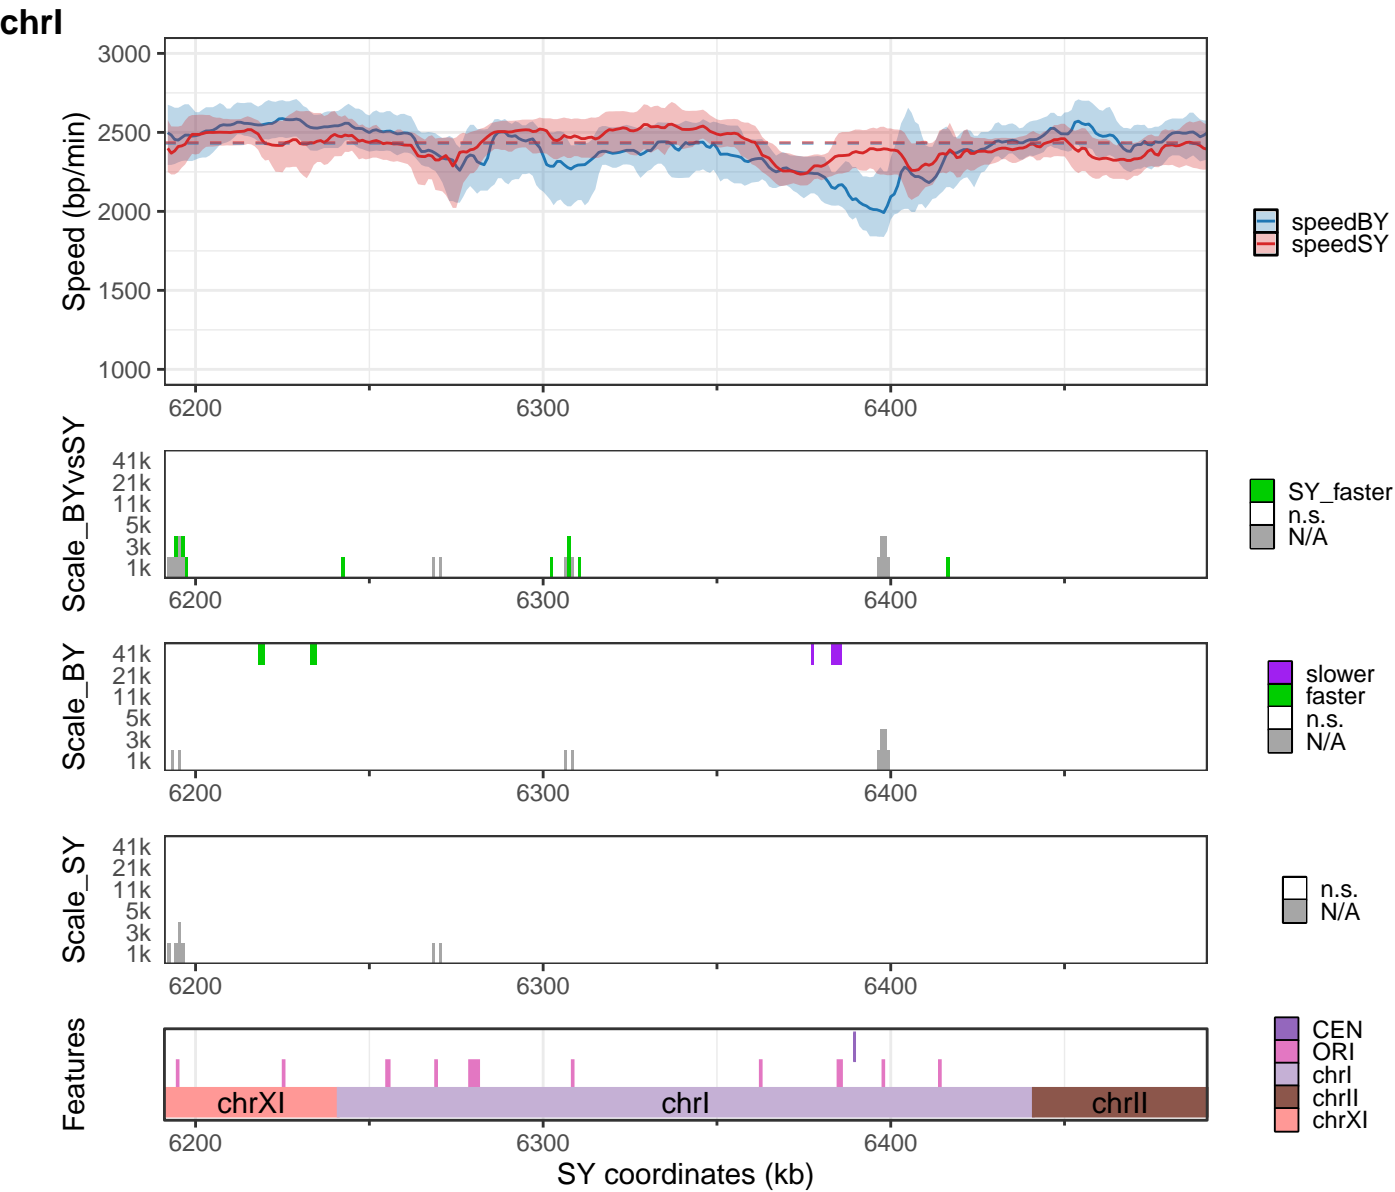 chrI
Speed (bp/min)
3000
2500
2000
1500
1000
6200 6300 6400
speedBY
speedSY
Scale_BYvsSY
41k
21k
11k
5k
3k
1k
6200 6300 6400
SY_faster
n.s.
N/A
Scale_BY
41k
21k
11k
5k
3k
1k
6200 6300 6400
slower
faster
n.s.
N/A
Scale_SY
41k
21k
11k
5k
3k
1k
6200 6300 6400
n.s.
N/A
Features
chrXI chrI chrII
6200 6300 6400
SY coordinates (kb)
CEN
ORI
chrI
chrII
chrXI